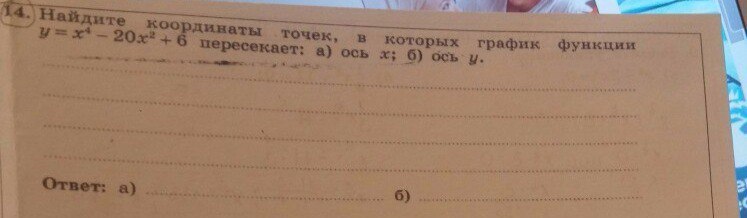 14. Найдите координаты точек, в которых график функции
y = x⁴ − 20x² + 6 пересекает: а) ось x; б) ось y.
Ответ: а) б)